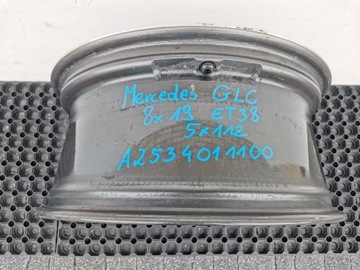 Mercedes GLC
8x19 ET38
5x112
A2534011100